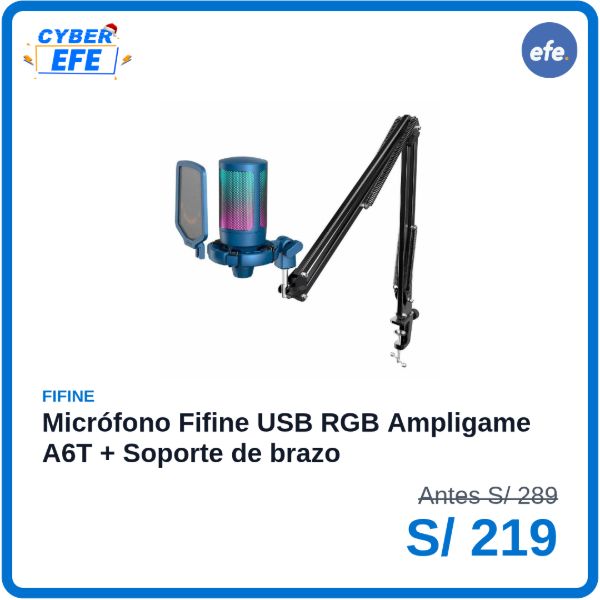 CYBER
EFE
efe.
FIFINE
Micrófono Fifine USB RGB Ampligame
A6T + Soporte de brazo
Antes S/ 289
S/ 219